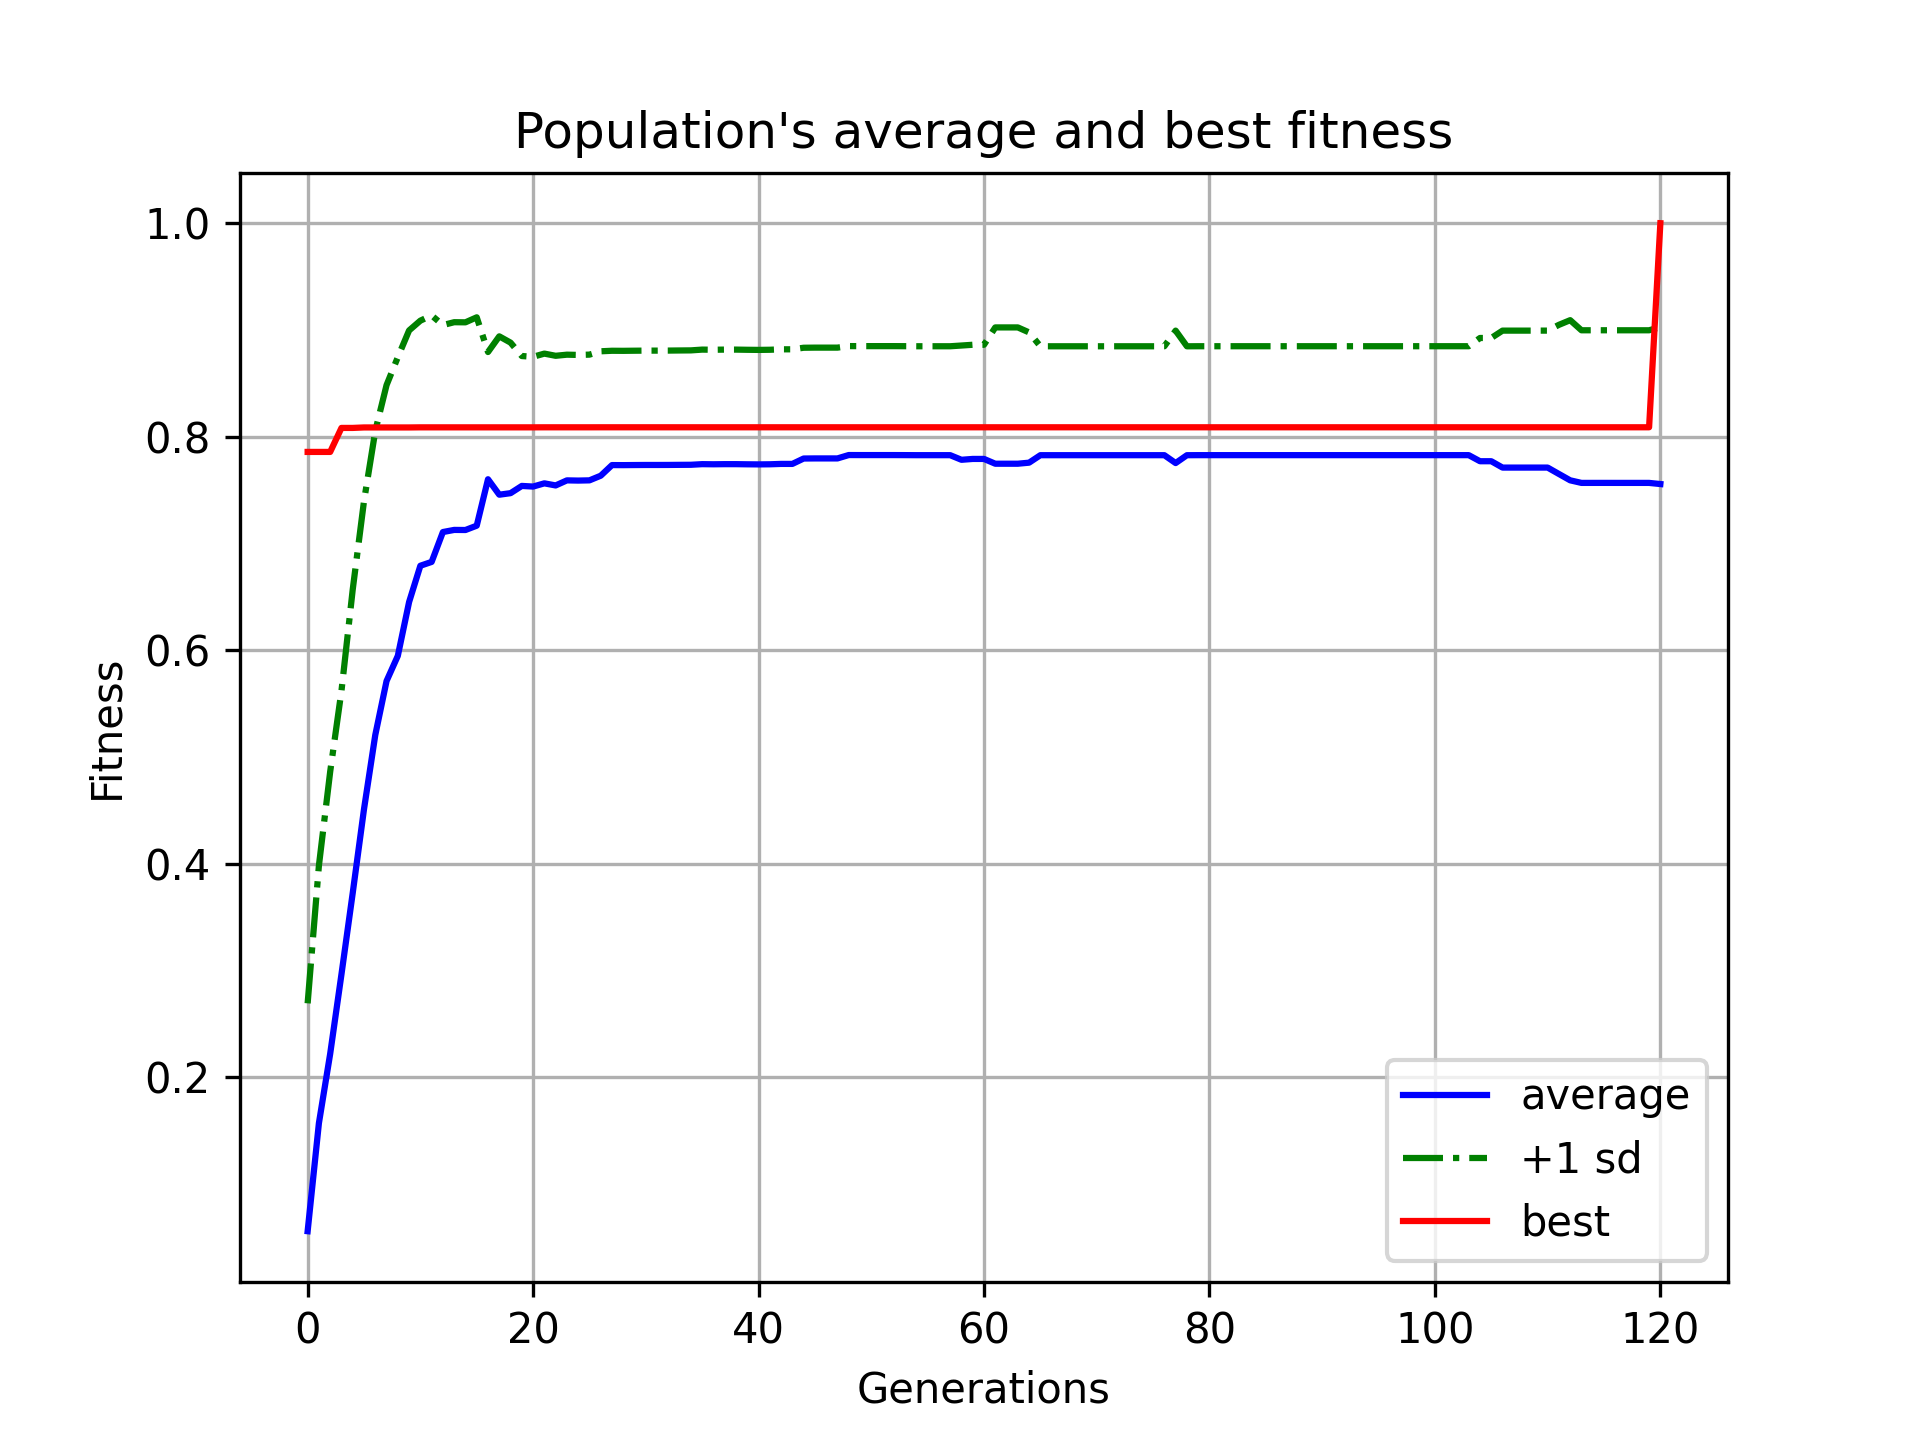 Population's average and best fitness
1.0
0.8
0.6
0.4
0.2
Fitness
0 20 40 60 80 100 120
Generations
average
+1 sd
best